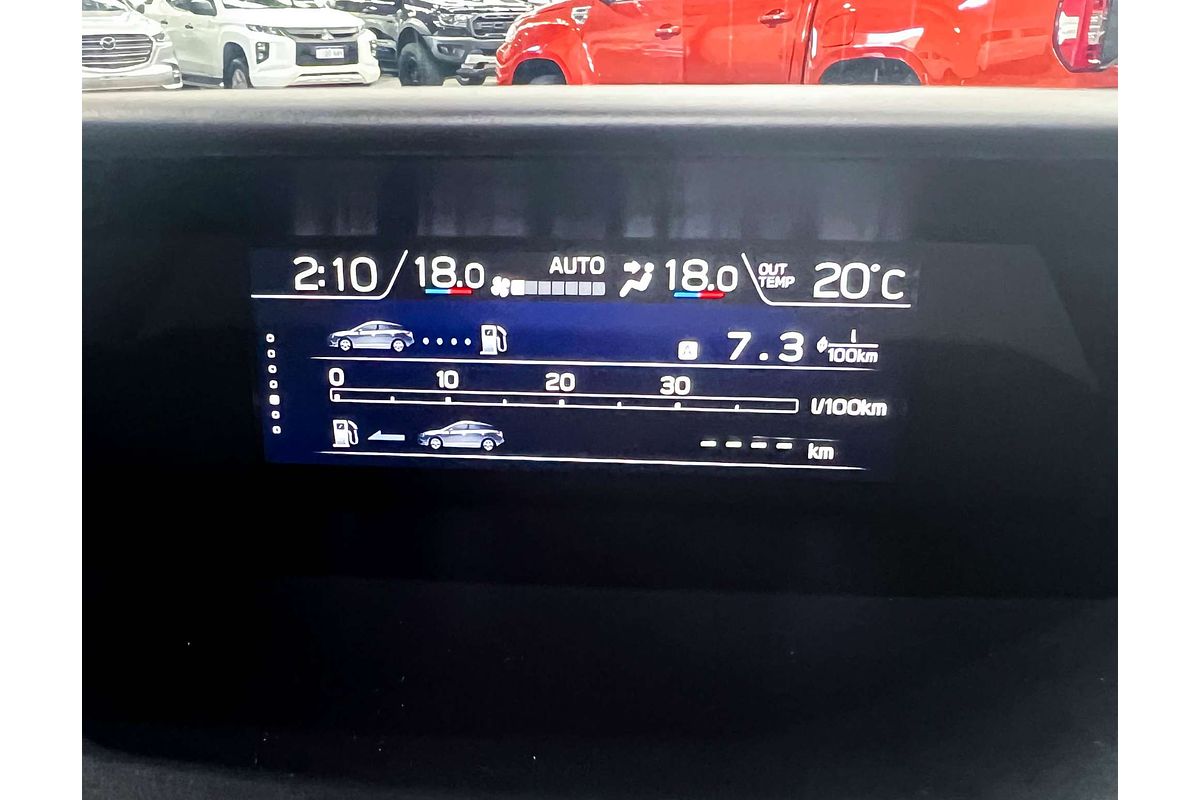 2:10 18.0 AUTO 18.0 OUT TEMP 20°C
A 7.3 l/100km
0 10 20 30
l/100km
---- km